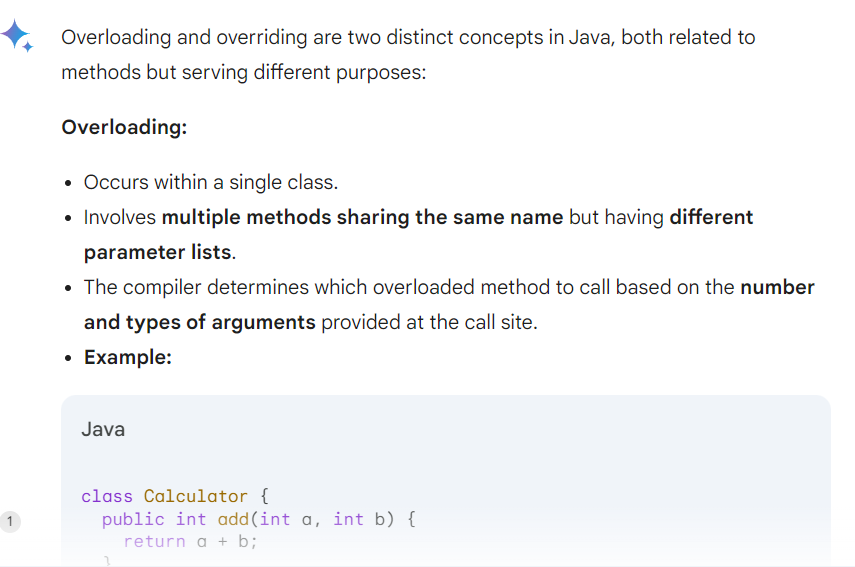 Overloading and overriding are two distinct concepts in Java, both related to
methods but serving different purposes:
Overloading:
• Occurs within a single class.
• Involves multiple methods sharing the same name but having different
parameter lists.
• The compiler determines which overloaded method to call based on the number
and types of arguments provided at the call site.
• Example:
Java
class Calculator {
  public int add(int a, int b) {
1
    return a + b;
  }